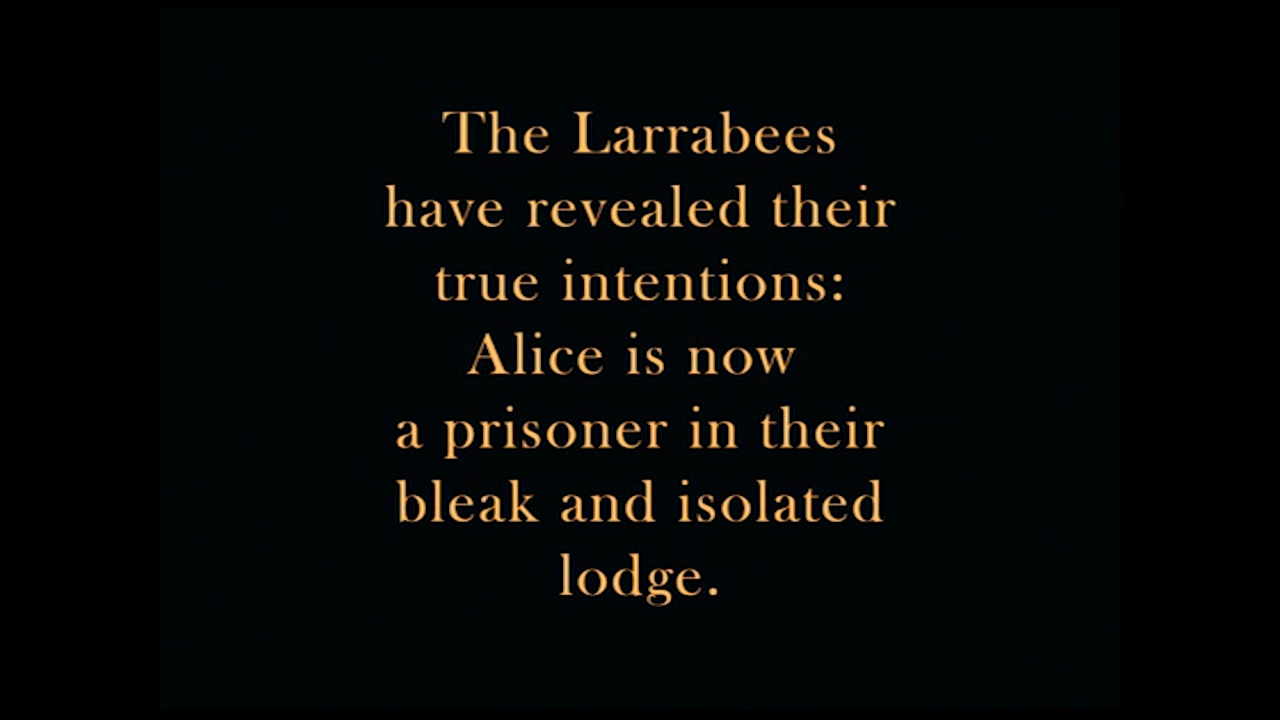 The Larrabees
have revealed their
true intentions:
Alice is now
a prisoner in their
bleak and isolated
lodge.